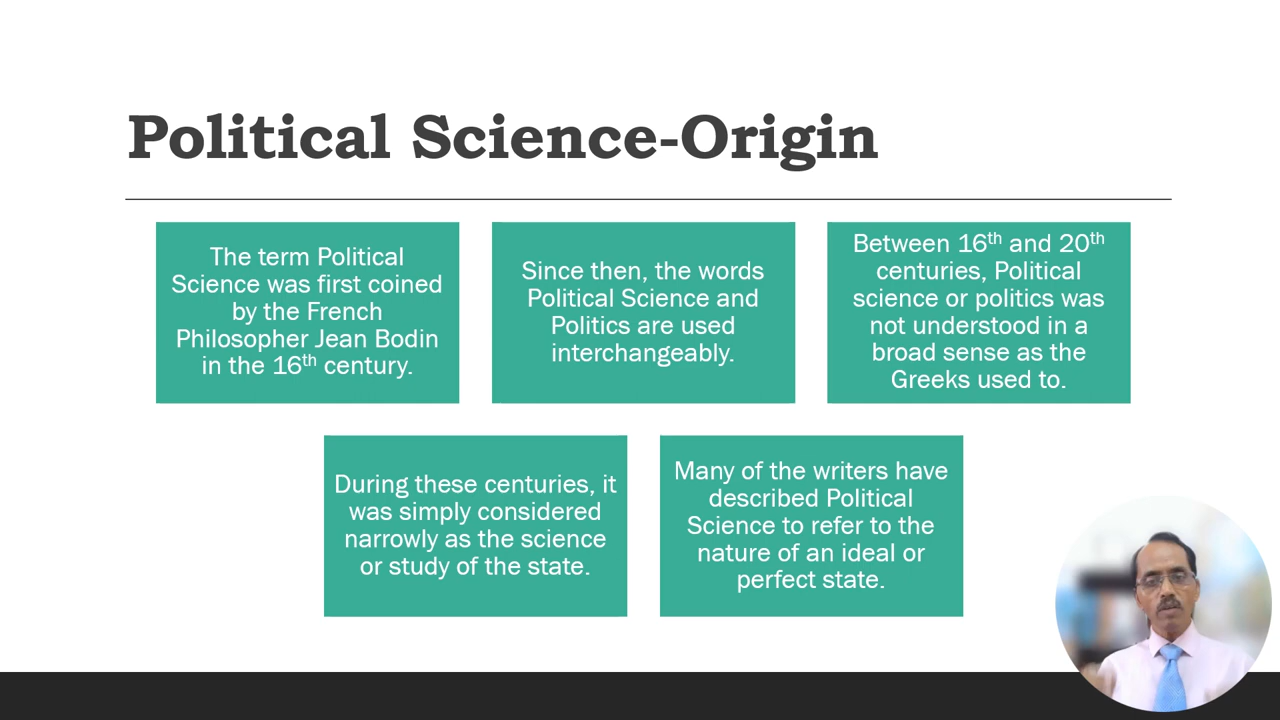 Political Science-Origin
The term Political
Science was first coined
by the French
Philosopher Jean Bodin
in the 16th century.
Since then, the words
Political Science and
Politics are used
interchangeably.
Between 16th and 20th
centuries, Political
science or politics was
not understood in a
broad sense as the
Greeks used to.
During these centuries, it
was simply considered
narrowly as the science
or study of the state.
Many of the writers have
described Political
Science to refer to the
nature of an ideal or
perfect state.